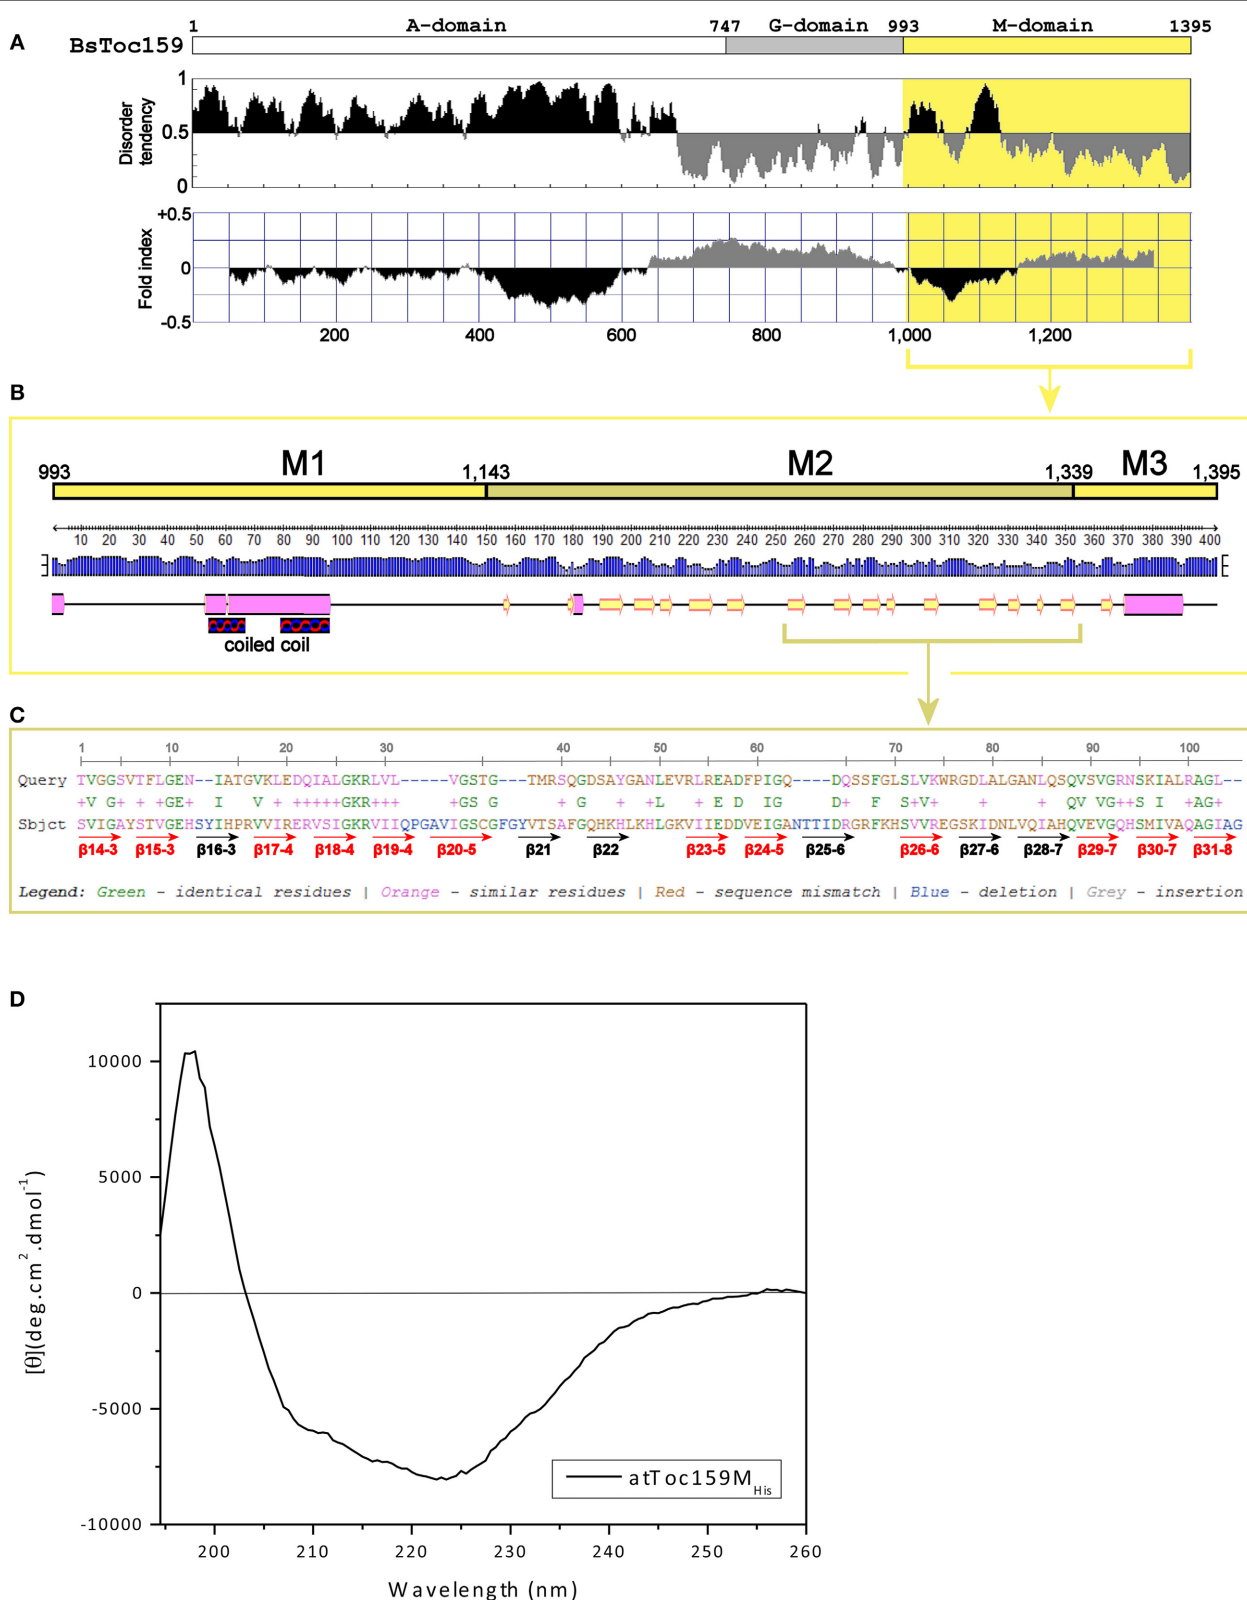 A
1 A-domain 747 G-domain 993 M-domain 1395
BsToc159
Disorder tendency
1
0.5
0
Fold index
+0.5
0
-0.5
200 400 600 800 1,000 1,200
B
993 M1 1,143 M2 1,339 M3 1,395
10 20 30 40 50 60 70 80 90 100 110 120 130 140 150 160 170 180 190 200 210 220 230 240 250 260 270 280 290 300 310 320 330 340 350 360 370 380 390 400
coiled coil
C
1 10 20 30 40 50 60 70 80 90 100
Query TVGGSVTFLGEN--IATGVKLEDQIALGKRLVL-----VGSTG---TMRSQGDSAYGANLEVRLREADFPIGQ----DQSSFGLSLVKWRGDLALGANLQSQVSVGRNSKIALRAGL--
+V G+ + +GE+ I V + +++++GKR+++ +GS G + G +L + E D IG D+ F S+V+ + + QV VG++S I +AG+
Sbjct SVIGAYSTVGEHSYIHPRVVIRERVSIGKRVIIQPGAVIGSCGFGYVTSAFGQHKHLKHLGKVIIEDDVEIGANTTIDRGRFKHSVVREGSKIDNLVQIAHQVEVGQHSMIVAQAGIAG
β14-3 β15-3 β16-3 β17-4 β18-4 β19-4 β20-5 β21 β22 β23-5 β24-5 β25-6 β26-6 β27-6 β28-7 β29-7 β30-7 β31-8
Legend: Green - identical residues | Orange - similar residues | Red - sequence mismatch | Blue - deletion | Grey - insertion
D
[θ](deg.cm².dmol⁻¹)
10000
5000
0
-5000
-10000
atToc159M His
200 210 220 230 240 250 260
Wavelength (nm)